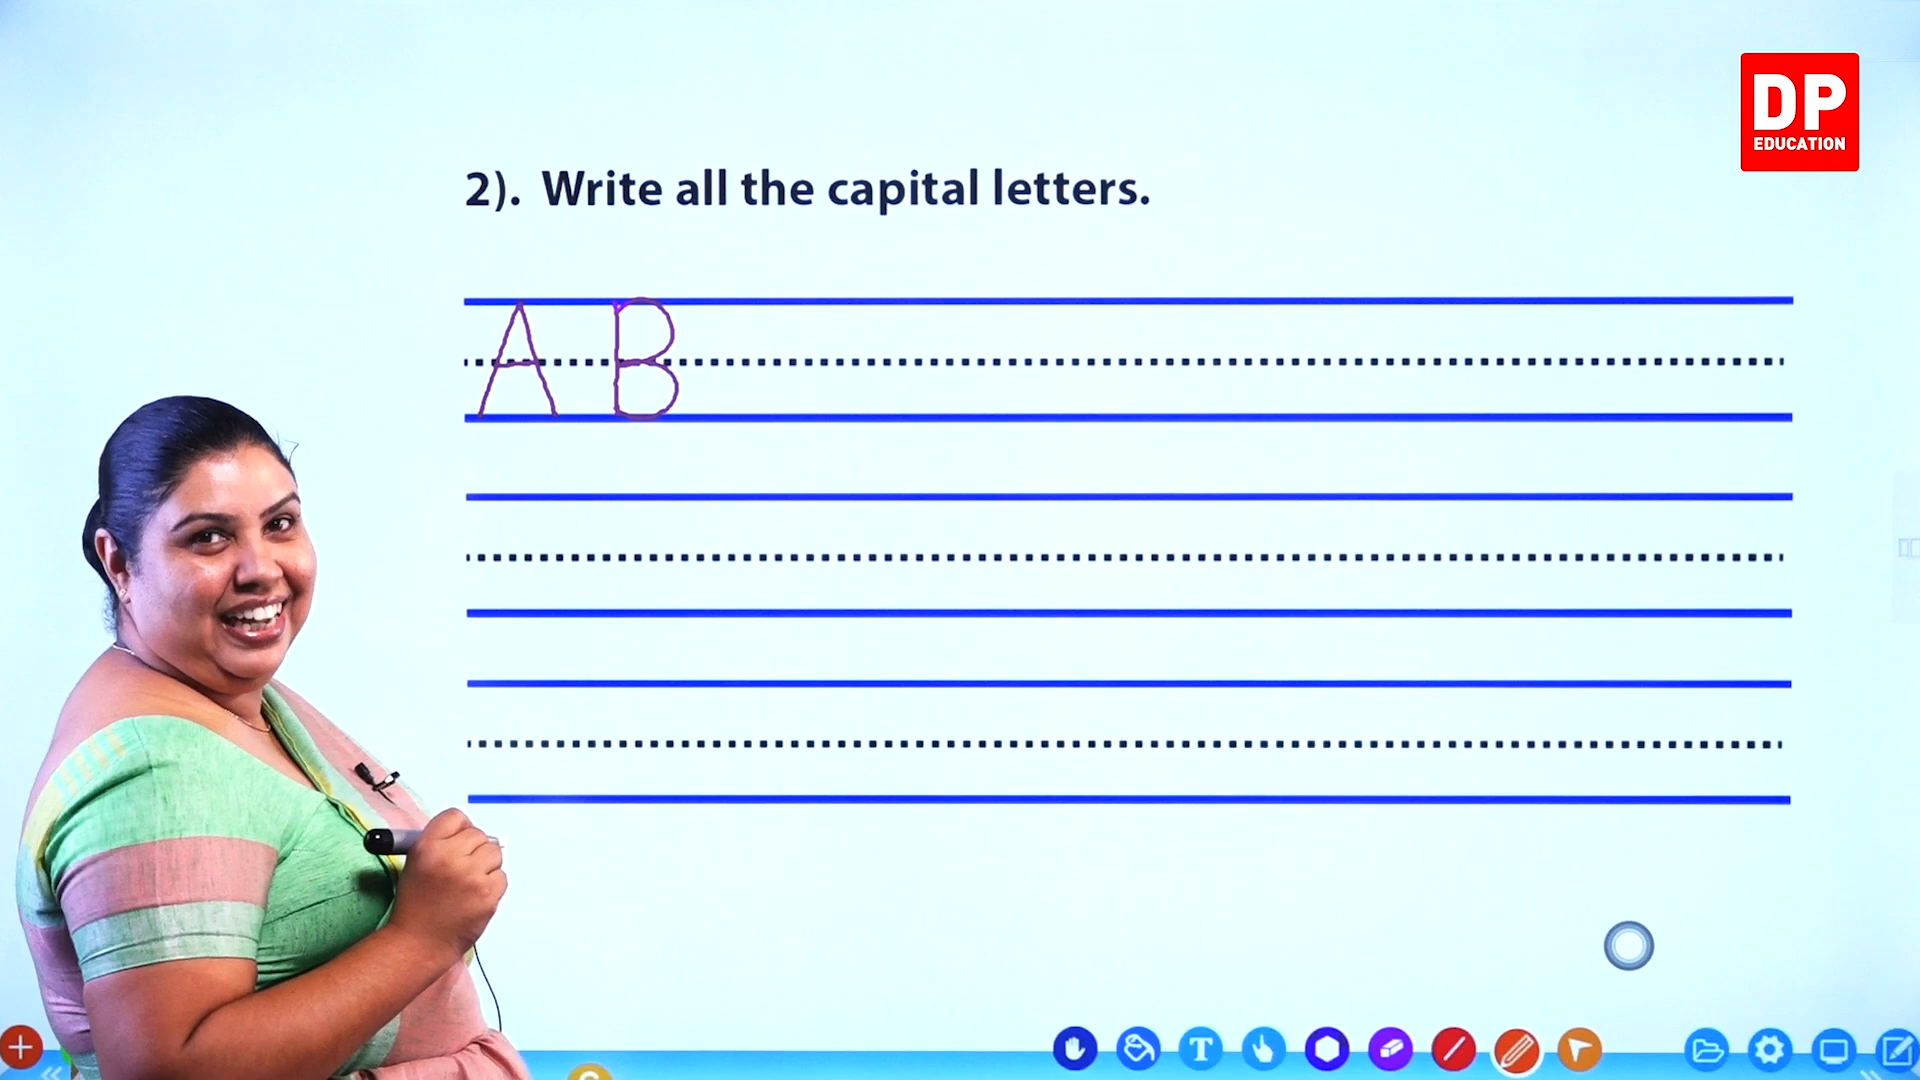 DP
EDUCATION
2). Write all the capital letters.
A B